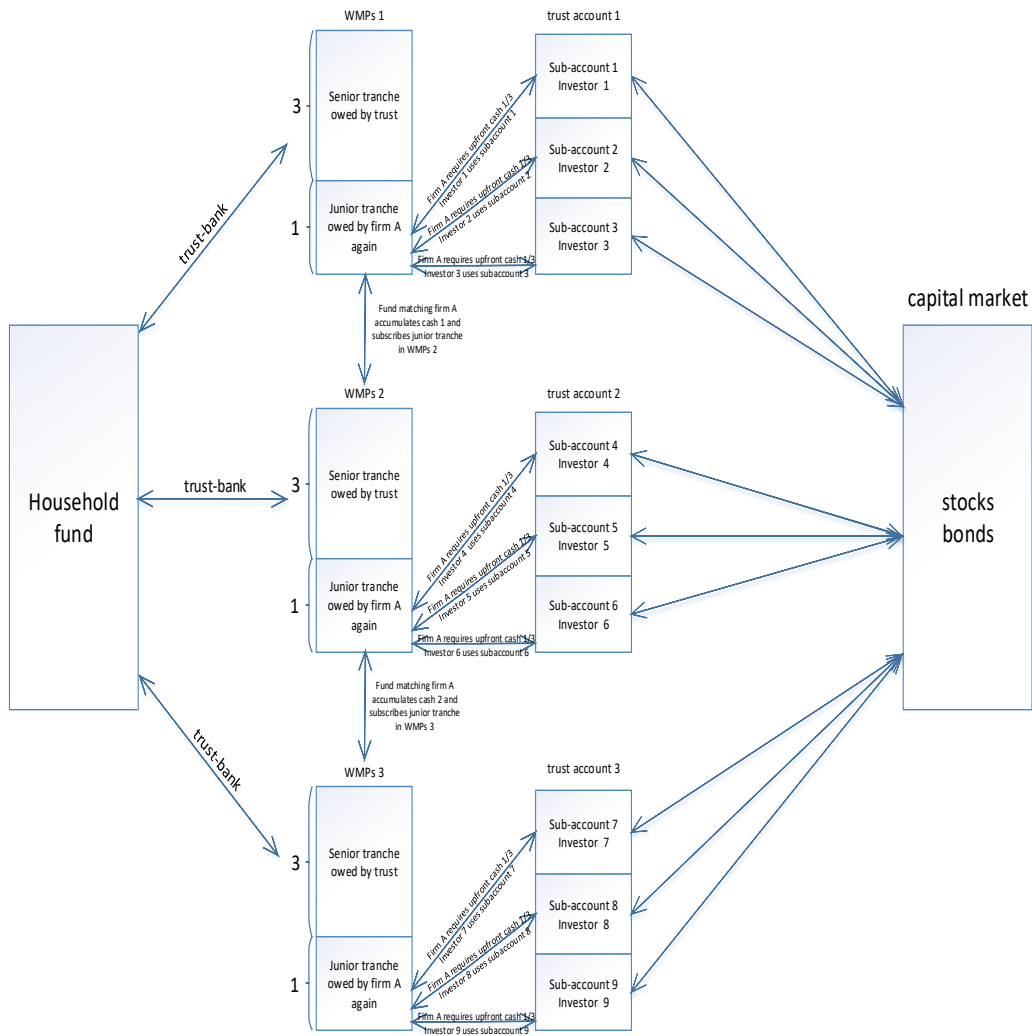 WMPs 1
trust account 1
3
Senior tranche
owed by trust
1
Junior tranche
owed by firm A
again
Sub-account 1
Investor 1
Sub-account 2
Investor 2
Sub-account 3
Investor 3
Firm A requires upfront cash 1/3
Investor 1 uses subaccount 1
Firm A requires upfront cash 1/3
Investor 2 uses subaccount 2
Firm A requires upfront cash 1/3
Investor 3 uses subaccount 3
trust-bank
Fund matching firm A
accumulates cash 1 and
subscribes junior tranche
in WMPs 2
capital market
Household
fund
trust-bank
WMPs 2
trust account 2
3
Senior tranche
owed by trust
1
Junior tranche
owed by firm A
again
Sub-account 4
Investor 4
Sub-account 5
Investor 5
Sub-account 6
Investor 6
Firm A requires upfront cash 1/3
Investor 4 uses subaccount 4
Firm A requires upfront cash 1/3
Investor 5 uses subaccount 5
Firm A requires upfront cash 1/3
Investor 6 uses subaccount 6
stocks
bonds
Fund matching firm A
accumulates cash 2 and
subscribes junior tranche
in WMPs 3
trust-bank
WMPs 3
trust account 3
3
Senior tranche
owed by trust
1
Junior tranche
owed by firm A
again
Sub-account 7
Investor 7
Sub-account 8
Investor 8
Sub-account 9
Investor 9
Firm A requires upfront cash 1/3
Investor 7 uses subaccount 7
Firm A requires upfront cash 1/3
Investor 8 uses subaccount 8
Firm A requires upfront cash 1/3
Investor 9 uses subaccount 9